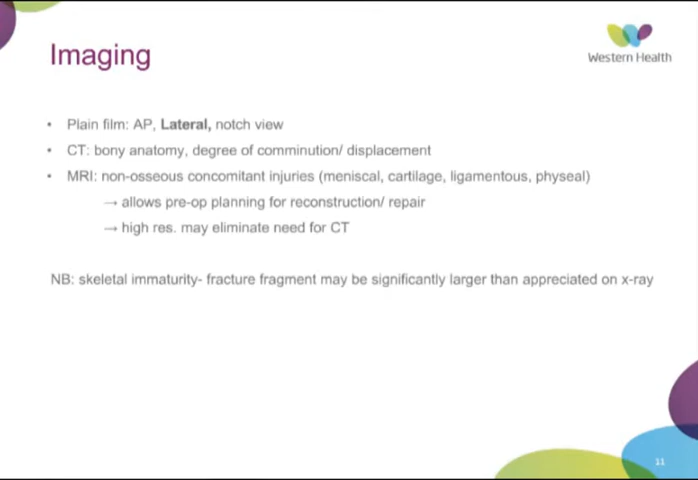 Imaging
Western Health
• Plain film: AP, Lateral, notch view
• CT: bony anatomy, degree of comminution/ displacement
• MRI: non-osseous concomitant injuries (meniscal, cartilage, ligamentous, physeal)
→ allows pre-op planning for reconstruction/ repair
→ high res. may eliminate need for CT
NB: skeletal immaturity- fracture fragment may be significantly larger than appreciated on x-ray
11